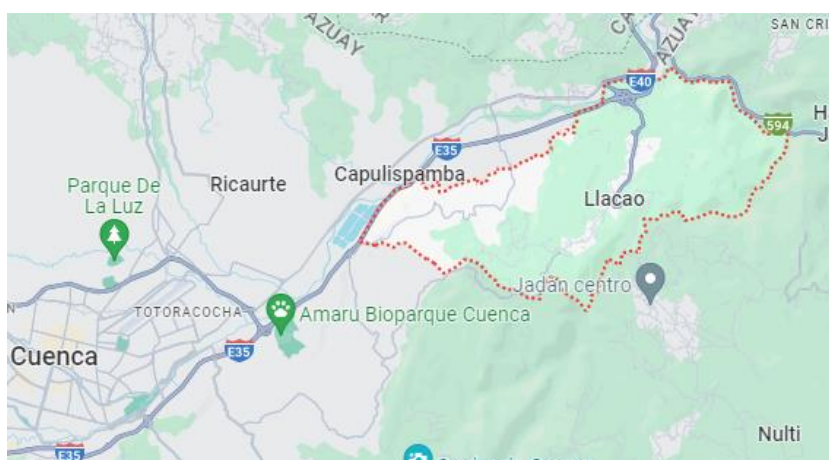 AZUAY
AZUAY
SAN CRI
E40
594
E35
Capulispamba
Parque De
La Luz
Ricaurte
Llacao
Jadán centro
TOTORACOCHA
Amaru Bioparque Cuenca
Cuenca
E35
Nulti
E35